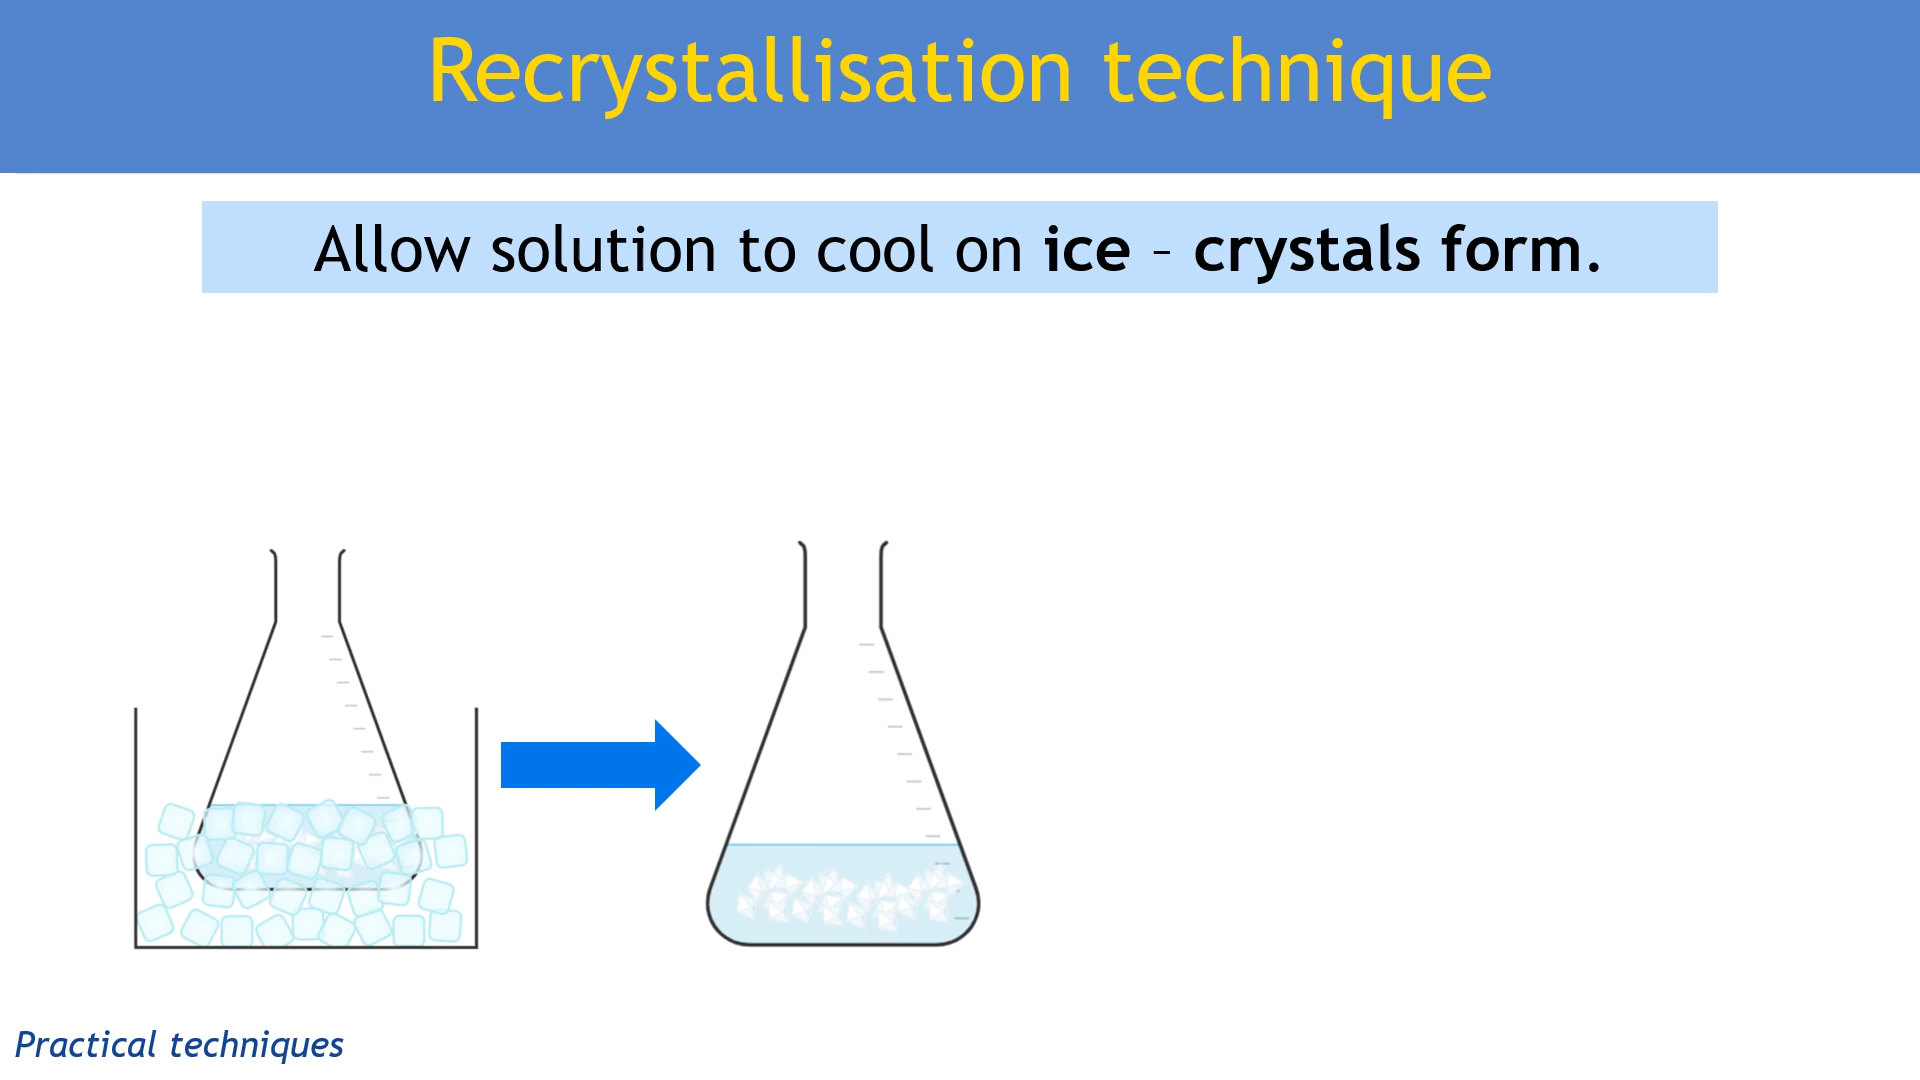 Recrystallisation technique
Allow solution to cool on ice – crystals form.
Practical techniques